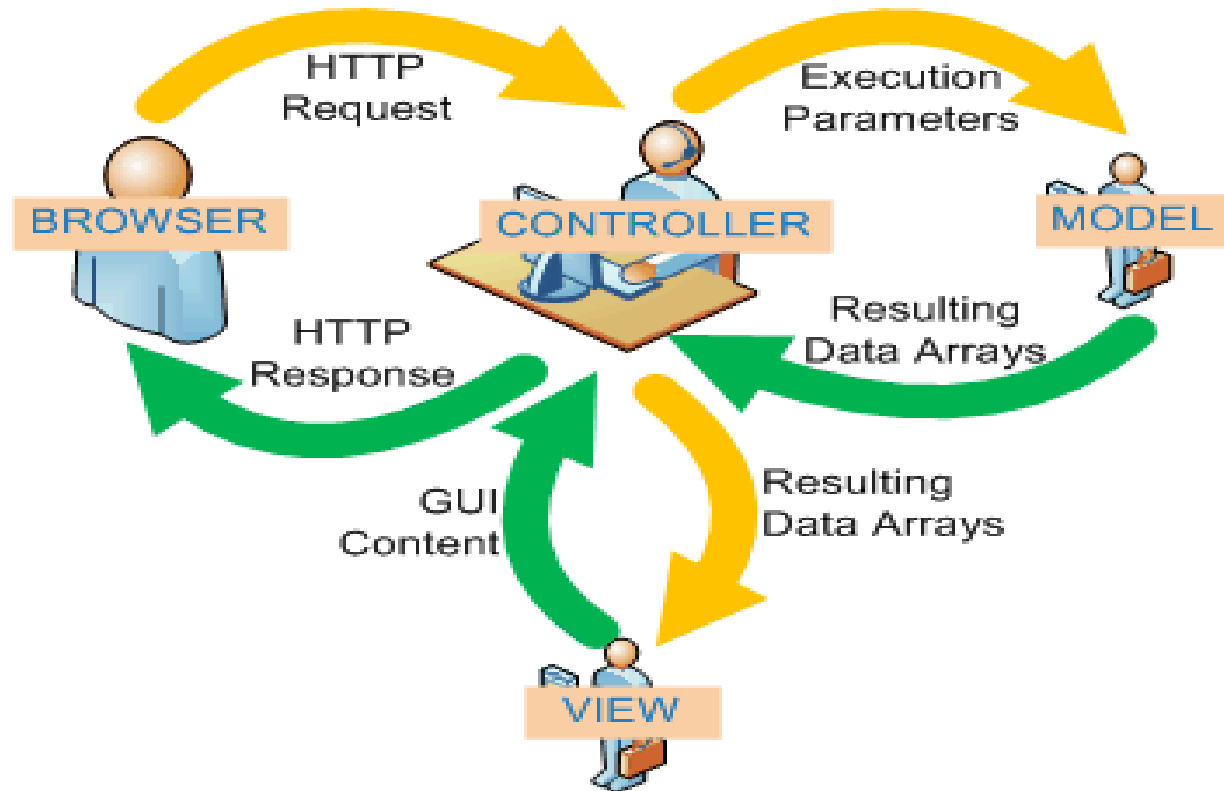 HTTP
Request
Execution
Parameters
BROWSER
CONTROLLER
MODEL
HTTP
Response
Resulting
Data Arrays
GUI
Content
Resulting
Data Arrays
VIEW